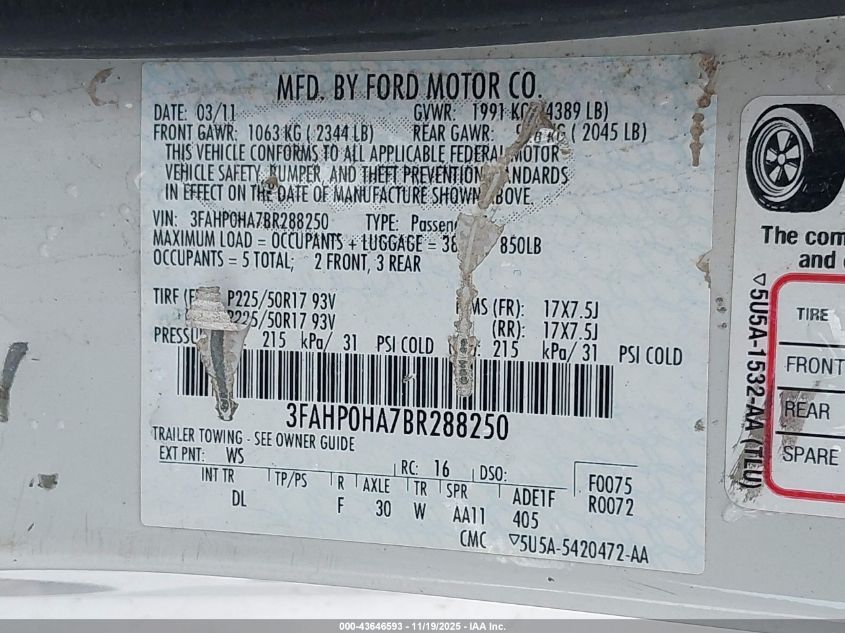 MFD. BY FORD MOTOR CO.
DATE: 03/11 GVWR: 1991 KG 4389 LB)
FRONT GAWR: 1063 KG ( 2344 LB) REAR GAWR: KG ( 2045 LB)
THIS VEHICLE CONFORMS TO ALL APPLICABLE FEDERAL MOTOR
VEHICLE SAFETY, BUMPER, AND THEFT PREVENTION STANDARDS
IN EFFECT ON THE DATE OF MANUFACTURE SHOWN ABOVE.
VIN: 3FAHP0HA7BR288250 TYPE:
MAXIMUM LOAD = OCCUPANTS + LUGGAGE = 850LB
OCCUPANTS = 5 TOTAL; 2 FRONT, 3 REAR
TIRE P225/50R17 93V (FR): 17X7.5J
P225/50R17 93V (RR): 17X7.5J
215 kPa/ 31 PSI COLD 215 kPa/ 31 PSI COLD
3FAHP0HA7BR288250
TRAILER TOWING - SEE OWNER GUIDE
EXT PNT: WS RC: 16 DSO: F0075
INT TR TP/PS R AXLE TR SPR ADE1F R0072
DL F 30 W AA11 405
CMC ▽5U5A-5420472-AA
The com
and
▽5U5A-1532-AA (TLU)
TIRE
FRONT
REAR
SPARE
000-43646593 - 11/19/2025 - IAA Inc.